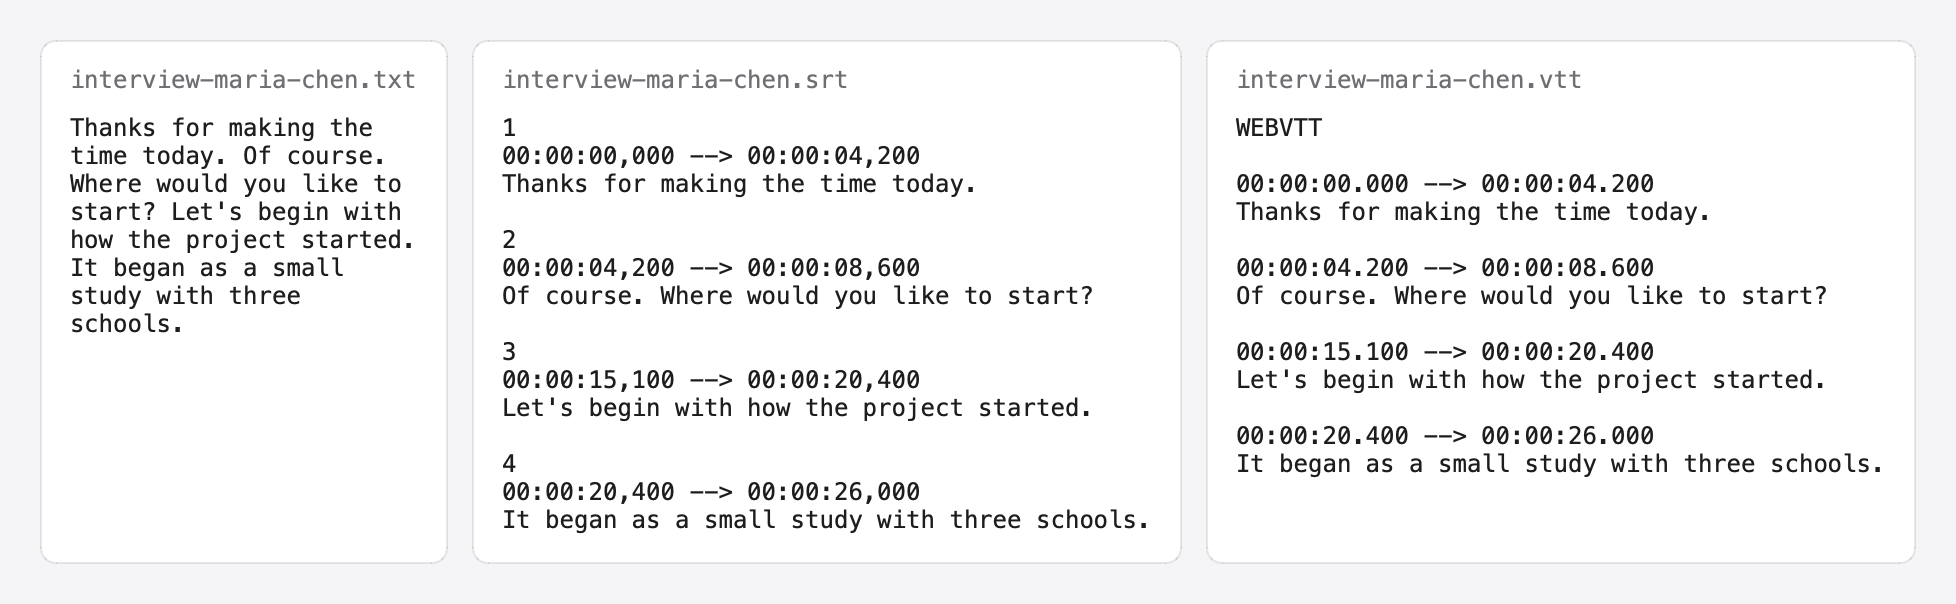 interview-maria-chen.txt
Thanks for making the
time today. Of course.
Where would you like to
start? Let's begin with
how the project started.
It began as a small
study with three
schools.
interview-maria-chen.srt
1
00:00:00,000 --> 00:00:04,200
Thanks for making the time today.
2
00:00:04,200 --> 00:00:08,600
Of course. Where would you like to start?
3
00:00:15,100 --> 00:00:20,400
Let's begin with how the project started.
4
00:00:20,400 --> 00:00:26,000
It began as a small study with three schools.
interview-maria-chen.vtt
WEBVTT
00:00:00.000 --> 00:00:04.200
Thanks for making the time today.
00:00:04.200 --> 00:00:08.600
Of course. Where would you like to start?
00:00:15.100 --> 00:00:20.400
Let's begin with how the project started.
00:00:20.400 --> 00:00:26.000
It began as a small study with three schools.